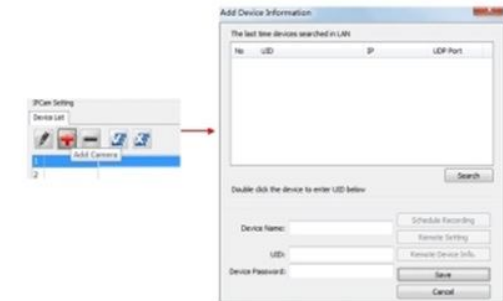 Add Device Information
The last time devices searched in LAN
No UID IP UDP Port
IPCam Setting
Device List
Add Camera
1
2
Search
Double click the device to enter UID below
Device Name:
Schedule Recording
Remote Setting
UID:
Remote Device Info.
Device Password:
Save
Cancel